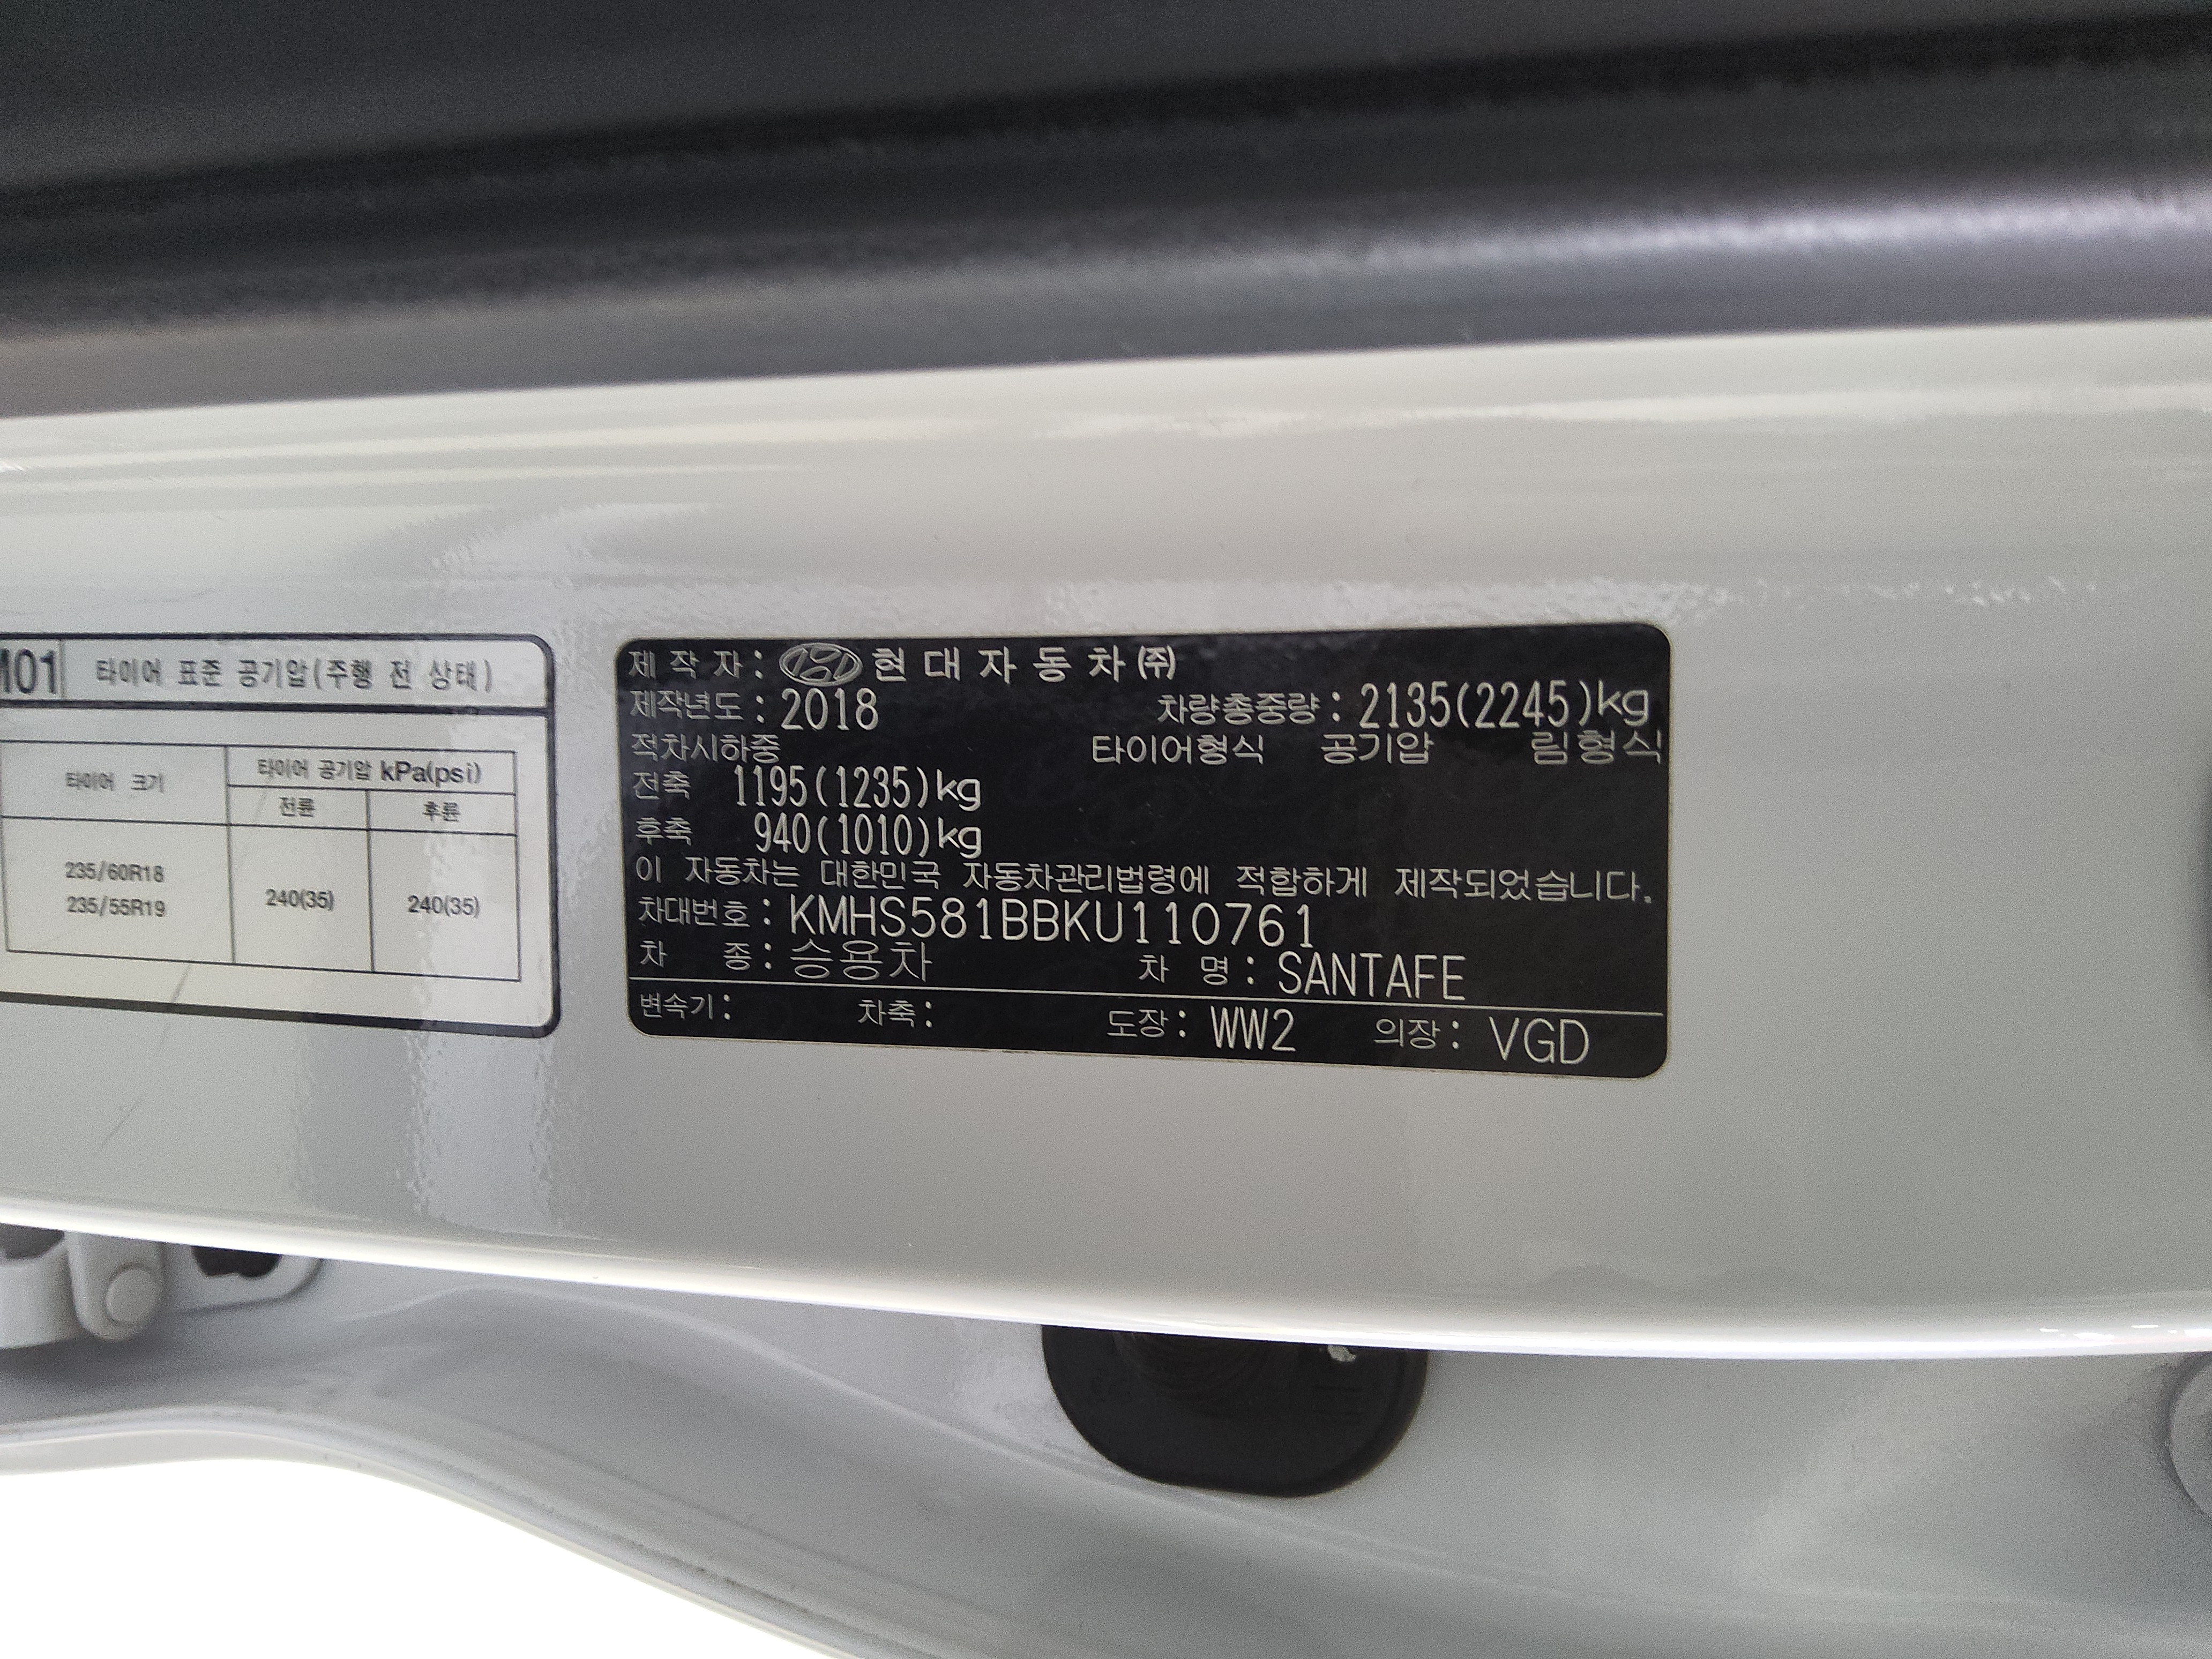 M01 타이어 표준 공기압(주행 전 상태)
타이어 크기 타이어 공기압 kPa(psi)
전륜 후륜
235/60R18
235/55R19
240(35) 240(35)
제작자: 현대자동차㈜
제작년도: 2018 차량총중량: 2135(2245)kg
적차시하중 타이어형식 공기압 림형식
전축 1195(1235)kg
후축 940(1010)kg
이 자동차는 대한민국 자동차관리법령에 적합하게 제작되었습니다.
차대번호: KMHS581BBKU110761
차종: 승용차 차명: SANTAFE
변속기: 차축: 도장: WW2 의장: VGD